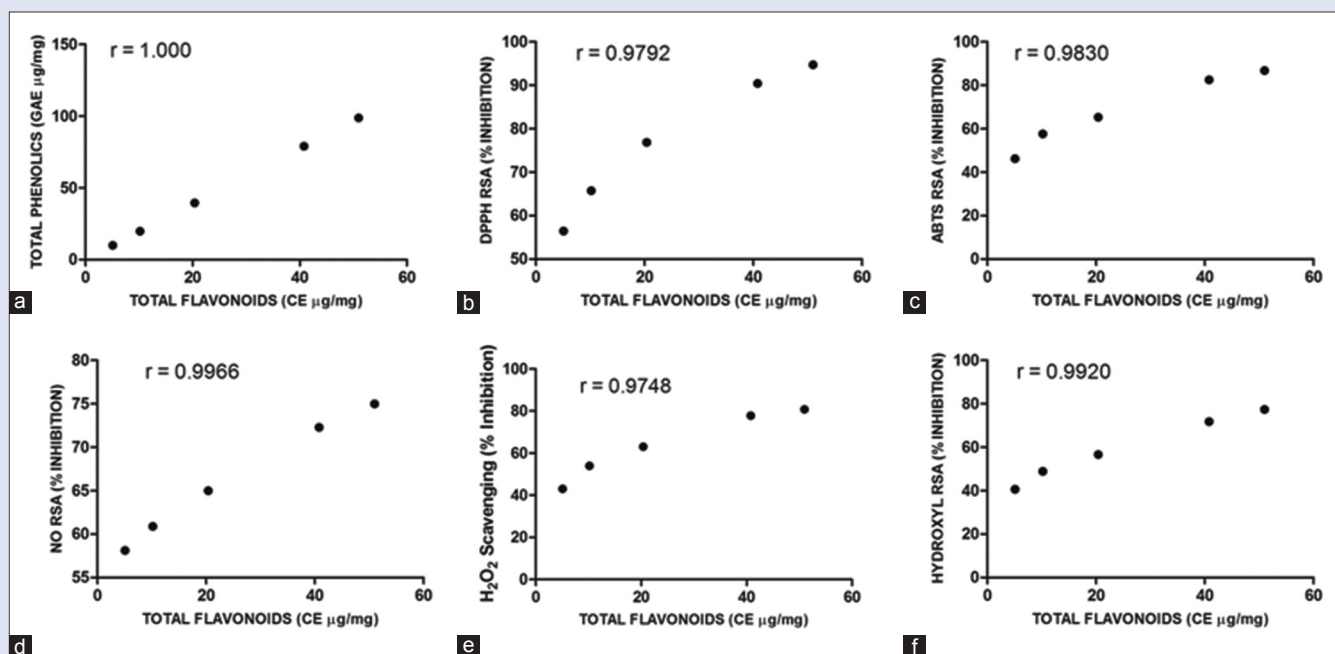 r = 1.000
TOTAL PHENOLICS (GAE μg/mg)
150
100
50
0
0 20 40 60
TOTAL FLAVONOIDS (CE μg/mg)
a
r = 0.9792
DPPH RSA (% INHIBITION)
100
90
80
70
60
50
0 20 40 60
TOTAL FLAVONOIDS (CE μg/mg)
b
r = 0.9830
ABTS RSA (% INHIBITION)
100
80
60
40
20
0
0 20 40 60
TOTAL FLAVONOIDS (CE μg/mg)
c
r = 0.9966
NO RSA (% INHIBITION)
80
75
70
65
60
55
0 20 40 60
TOTAL FLAVONOIDS (CE μg/mg)
d
r = 0.9748
H₂O₂ Scavenging (% Inhibition)
100
80
60
40
20
0
0 20 40 60
TOTAL FLAVONOIDS (CE μg/mg)
e
r = 0.9920
HYDROXYL RSA (% INHIBITION)
100
80
60
40
20
0
0 20 40 60
TOTAL FLAVONOIDS (CE μg/mg)
f